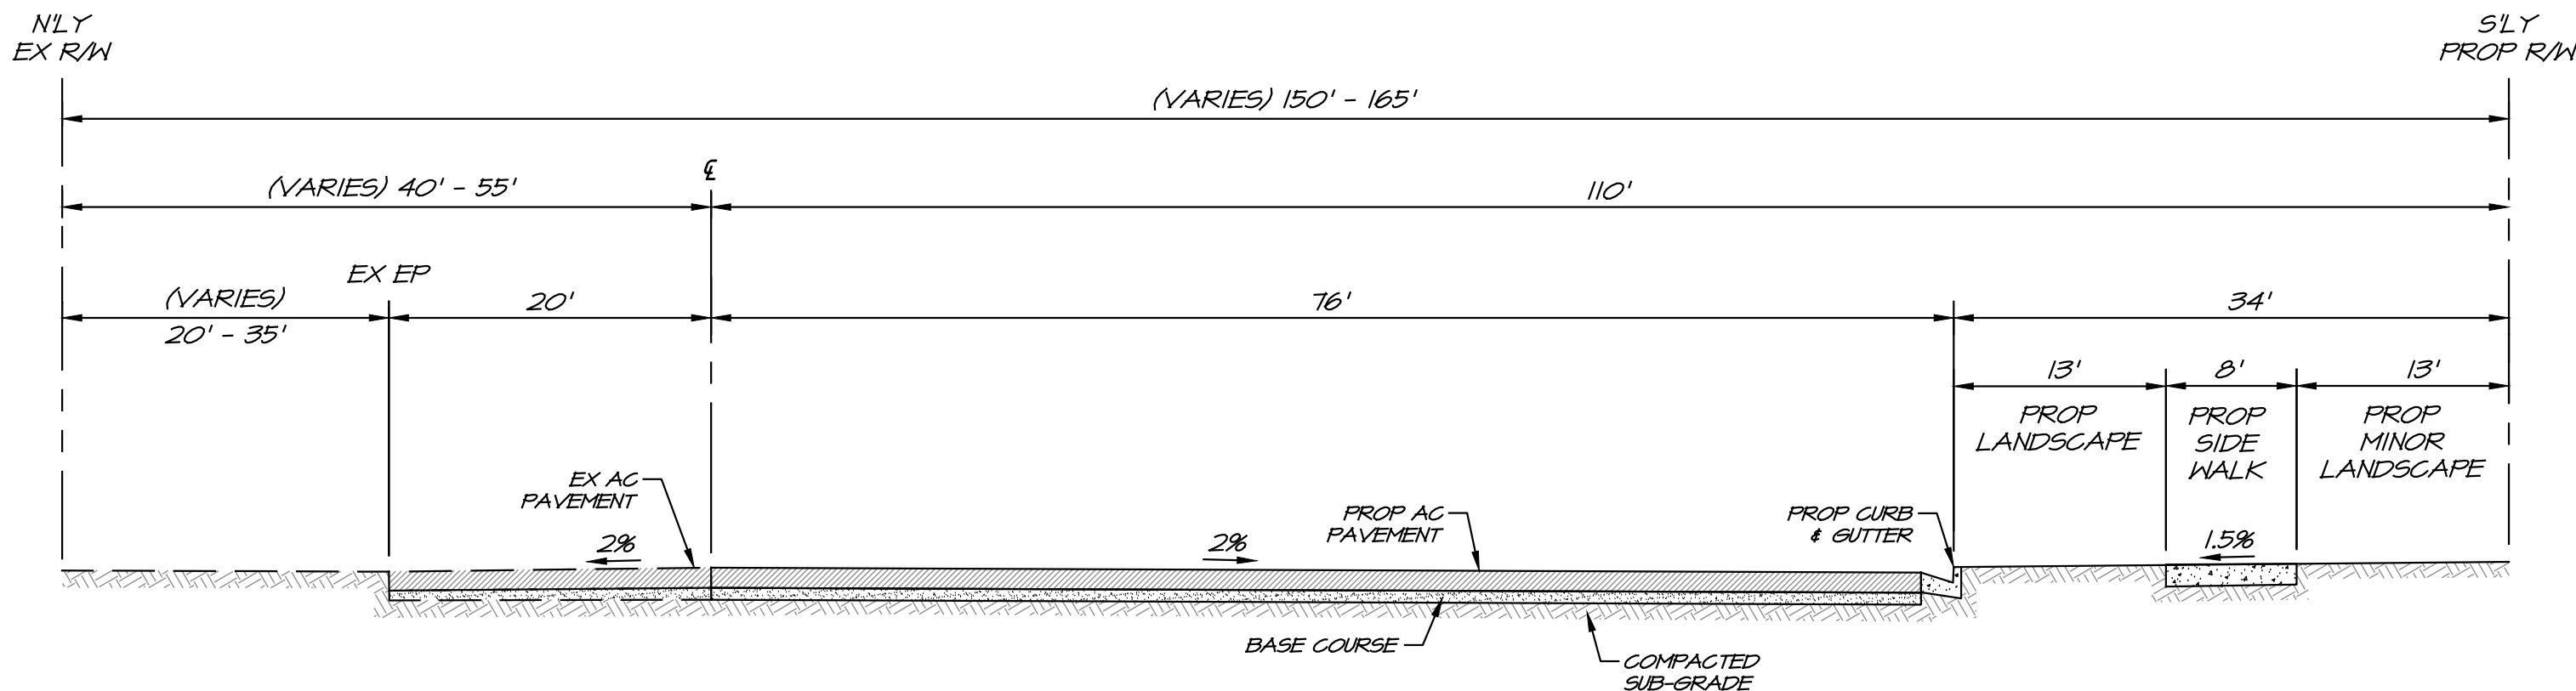 N'LY
EX R/W
S'LY
PROP R/W
(VARIES) 150' - 165'
℄
(VARIES) 40' - 55'
110'
EX EP
(VARIES)
20' - 35'
20'
76'
34'
13'
8'
13'
PROP
LANDSCAPE
PROP
SIDE
WALK
PROP
MINOR
LANDSCAPE
EX AC
PAVEMENT
PROP AC
PAVEMENT
PROP CURB
& GUTTER
2%
2%
1.5%
BASE COURSE
COMPACTED
SUB-GRADE